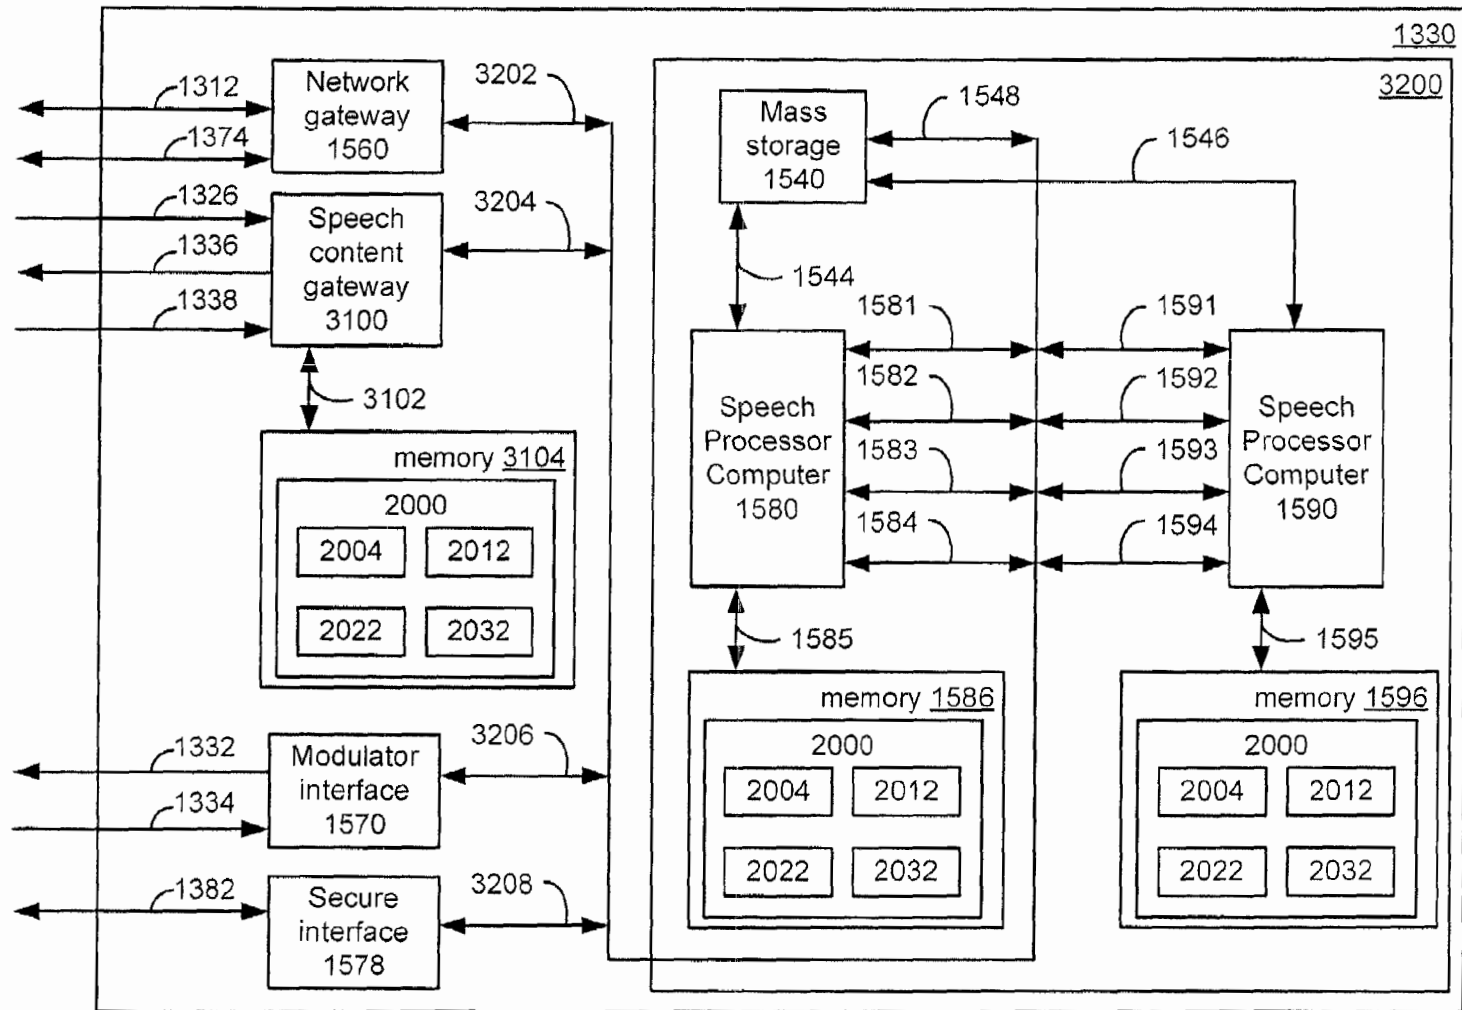 1330
3200
1312
Network
gateway
1560
3202
1374
1326
Speech
content
gateway
3100
3204
1336
1338
3102
memory 3104
2000
2004
2012
2022
2032
1332
Modulator
interface
1570
3206
1334
1382
Secure
interface
1578
3208
Mass
storage
1540
1548
1546
1544
1581
1591
1582
1592
Speech
Processor
Computer
1580
1583
1593
Speech
Processor
Computer
1590
1584
1594
1585
1595
memory 1586
2000
2004
2012
2022
2032
memory 1596
2000
2004
2012
2022
2032